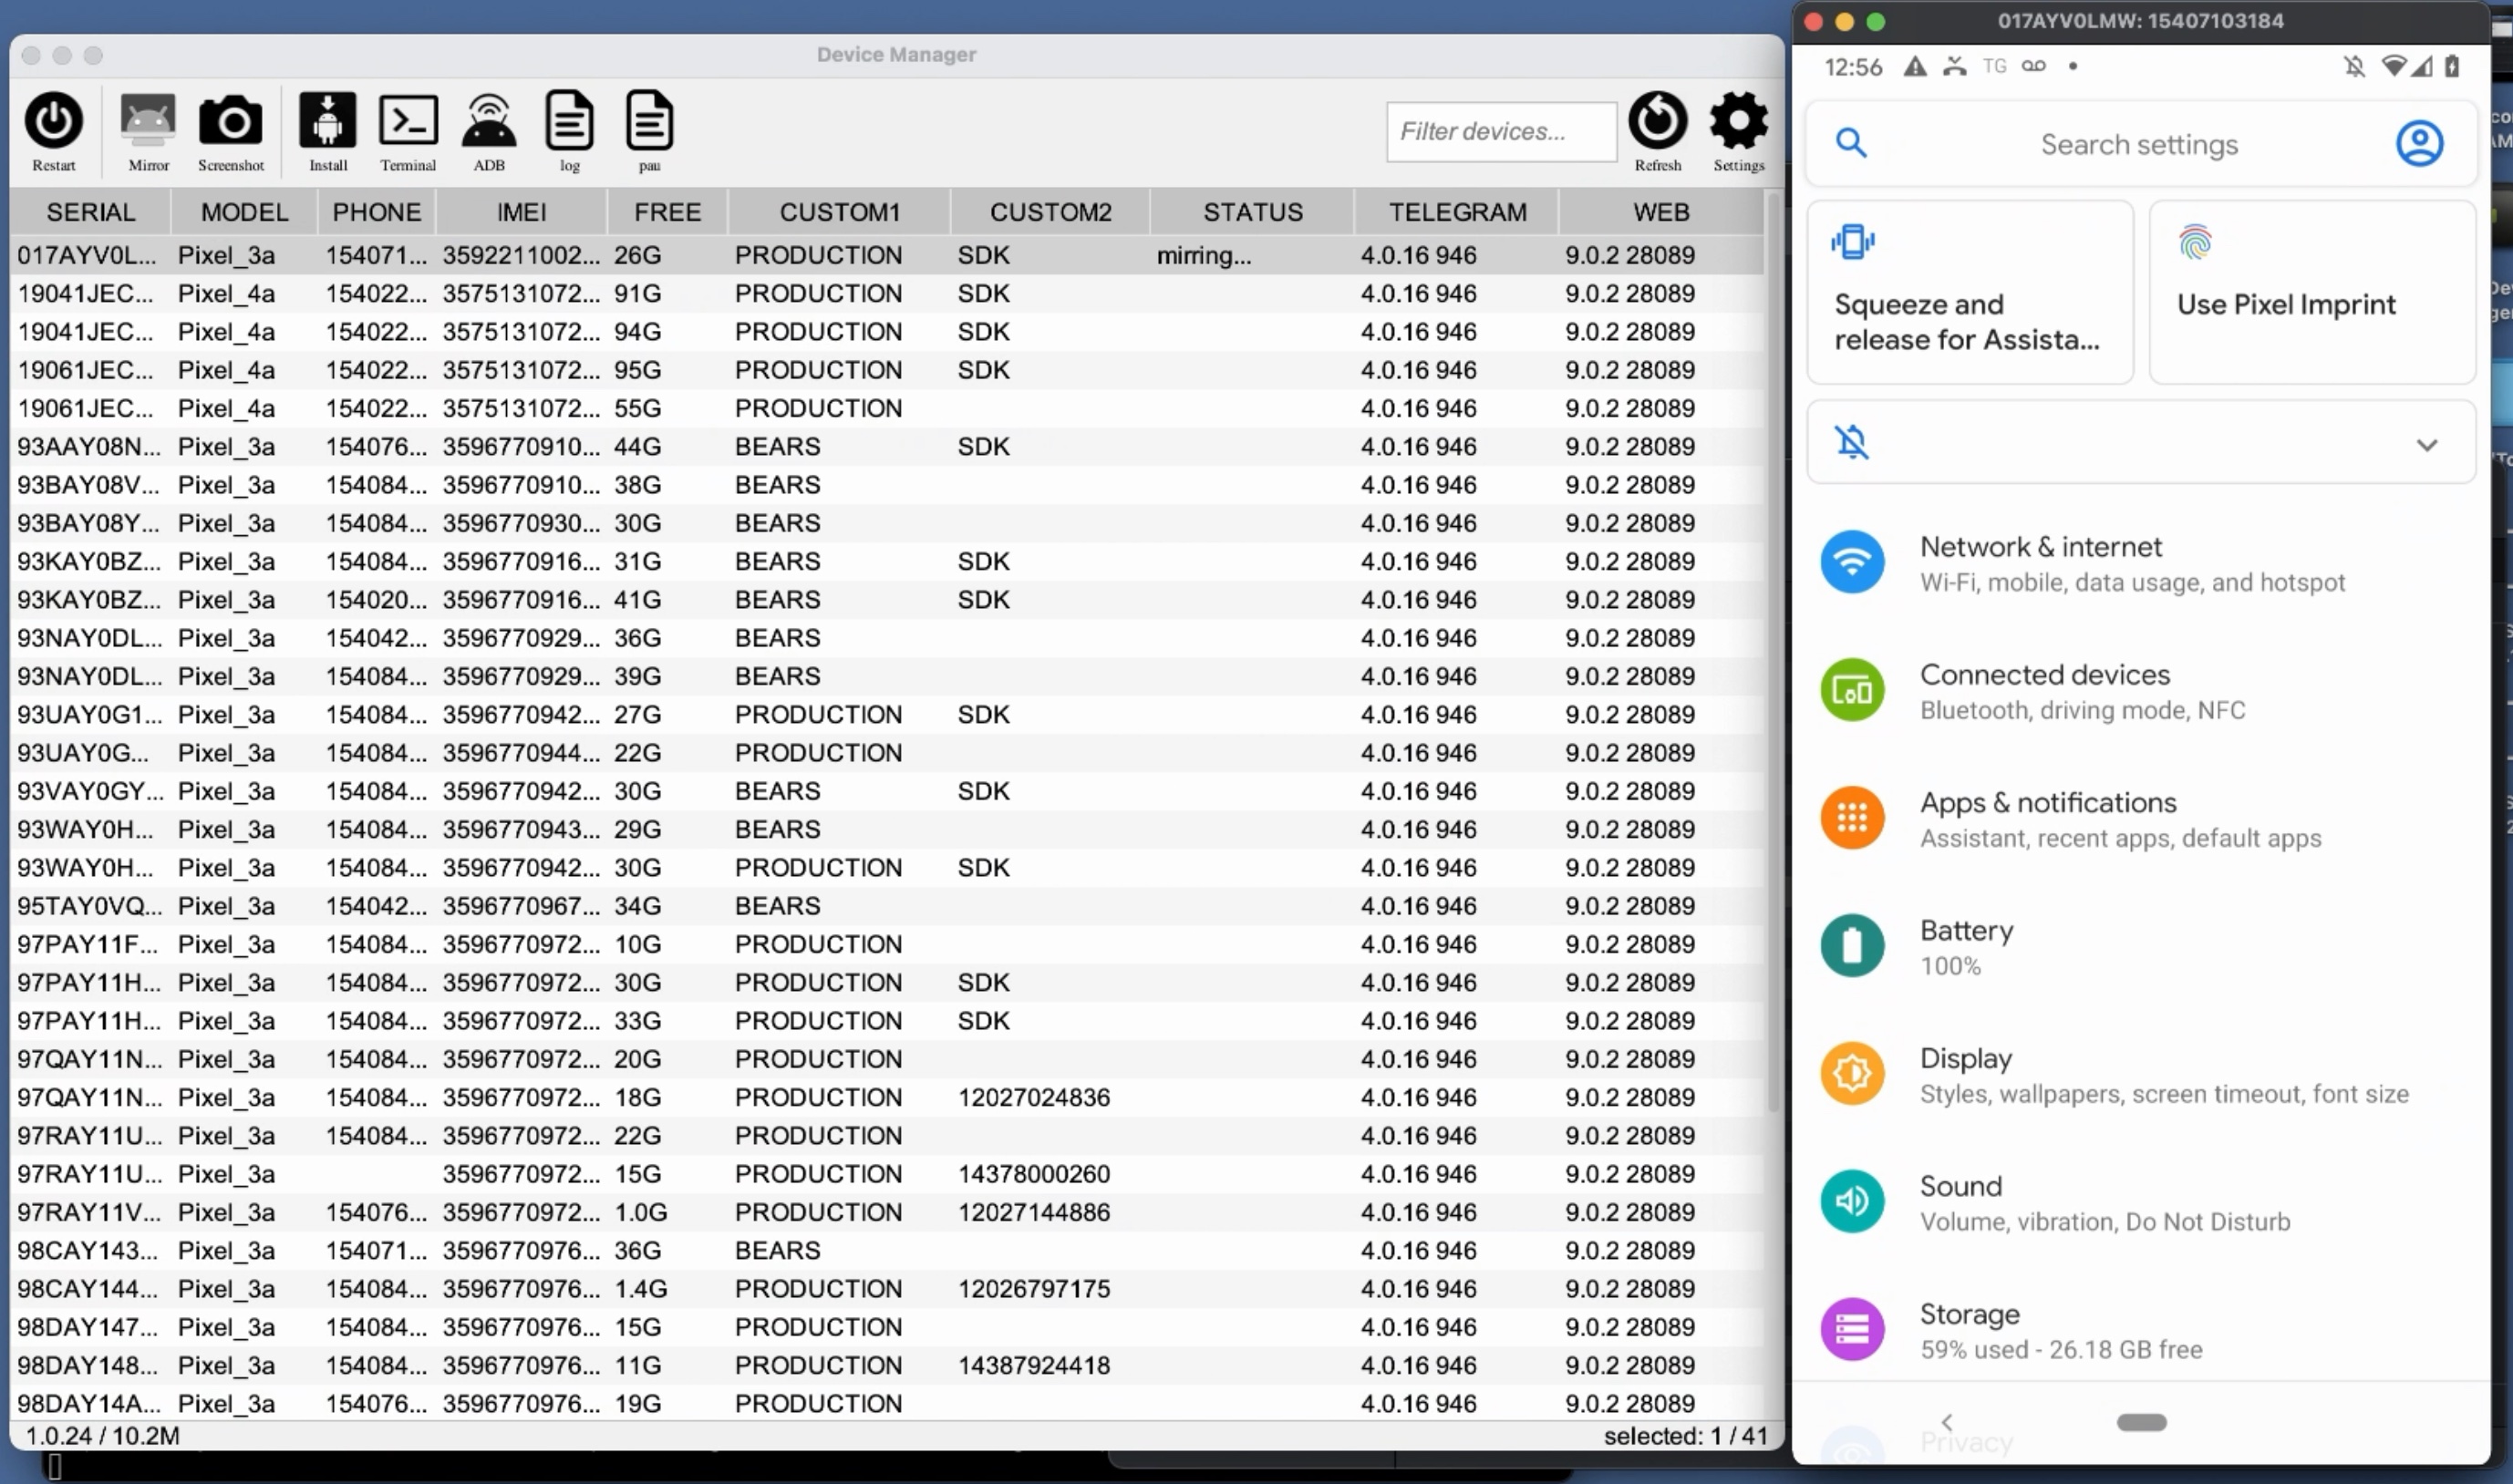 Device Manager
Restart Mirror Screenshot Install Terminal ADB log pau Filter devices... Refresh Settings
SERIAL MODEL PHONE IMEI FREE CUSTOM1 CUSTOM2 STATUS TELEGRAM WEB
017AYV0L... Pixel_3a 154071... 3592211002... 26G PRODUCTION SDK mirring... 4.0.16 946 9.0.2 28089
19041JEC... Pixel_4a 154022... 3575131072... 91G PRODUCTION SDK 4.0.16 946 9.0.2 28089
19041JEC... Pixel_4a 154022... 3575131072... 94G PRODUCTION SDK 4.0.16 946 9.0.2 28089
19061JEC... Pixel_4a 154022... 3575131072... 95G PRODUCTION SDK 4.0.16 946 9.0.2 28089
19061JEC... Pixel_4a 154022... 3575131072... 55G PRODUCTION 4.0.16 946 9.0.2 28089
93AAY08N... Pixel_3a 154076... 3596770910... 44G BEARS SDK 4.0.16 946 9.0.2 28089
93BAY08V... Pixel_3a 154084... 3596770910... 38G BEARS 4.0.16 946 9.0.2 28089
93BAY08Y... Pixel_3a 154084... 3596770930... 30G BEARS 4.0.16 946 9.0.2 28089
93KAY0BZ... Pixel_3a 154084... 3596770916... 31G BEARS SDK 4.0.16 946 9.0.2 28089
93KAY0BZ... Pixel_3a 154020... 3596770916... 41G BEARS SDK 4.0.16 946 9.0.2 28089
93NAY0DL... Pixel_3a 154042... 3596770929... 36G BEARS 4.0.16 946 9.0.2 28089
93NAY0DL... Pixel_3a 154084... 3596770929... 39G BEARS 4.0.16 946 9.0.2 28089
93UAY0G1... Pixel_3a 154084... 3596770942... 27G PRODUCTION SDK 4.0.16 946 9.0.2 28089
93UAY0G... Pixel_3a 154084... 3596770944... 22G PRODUCTION 4.0.16 946 9.0.2 28089
93VAY0GY... Pixel_3a 154084... 3596770942... 30G BEARS SDK 4.0.16 946 9.0.2 28089
93WAY0H... Pixel_3a 154084... 3596770943... 29G BEARS 4.0.16 946 9.0.2 28089
93WAY0H... Pixel_3a 154084... 3596770942... 30G PRODUCTION SDK 4.0.16 946 9.0.2 28089
95TAY0VQ... Pixel_3a 154042... 3596770967... 34G BEARS 4.0.16 946 9.0.2 28089
97PAY11F... Pixel_3a 154084... 3596770972... 10G PRODUCTION 4.0.16 946 9.0.2 28089
97PAY11H... Pixel_3a 154084... 3596770972... 30G PRODUCTION SDK 4.0.16 946 9.0.2 28089
97PAY11H... Pixel_3a 154084... 3596770972... 33G PRODUCTION SDK 4.0.16 946 9.0.2 28089
97QAY11N... Pixel_3a 154084... 3596770972... 20G PRODUCTION 4.0.16 946 9.0.2 28089
97QAY11N... Pixel_3a 154084... 3596770972... 18G PRODUCTION 12027024836 4.0.16 946 9.0.2 28089
97RAY11U... Pixel_3a 154084... 3596770972... 22G PRODUCTION 4.0.16 946 9.0.2 28089
97RAY11U... Pixel_3a 3596770972... 15G PRODUCTION 14378000260 4.0.16 946 9.0.2 28089
97RAY11V... Pixel_3a 154076... 3596770972... 1.0G PRODUCTION 12027144886 4.0.16 946 9.0.2 28089
98CAY143... Pixel_3a 154071... 3596770976... 36G BEARS 4.0.16 946 9.0.2 28089
98CAY144... Pixel_3a 154084... 3596770976... 1.4G PRODUCTION 12026797175 4.0.16 946 9.0.2 28089
98DAY147... Pixel_3a 154084... 3596770976... 15G PRODUCTION 4.0.16 946 9.0.2 28089
98DAY148... Pixel_3a 154084... 3596770976... 11G PRODUCTION 14387924418 4.0.16 946 9.0.2 28089
98DAY14A... Pixel_3a 154076... 3596770976... 19G PRODUCTION 4.0.16 946 9.0.2 28089
1.0.24 / 10.2M selected: 1 / 41
017AYV0LMW: 15407103184
12:56 TG
Search settings
Squeeze and
release for Assista...
Use Pixel Imprint
Network & internet
Wi-Fi, mobile, data usage, and hotspot
Connected devices
Bluetooth, driving mode, NFC
Apps & notifications
Assistant, recent apps, default apps
Battery
100%
Display
Styles, wallpapers, screen timeout, font size
Sound
Volume, vibration, Do Not Disturb
Storage
59% used - 26.18 GB free
Privacy